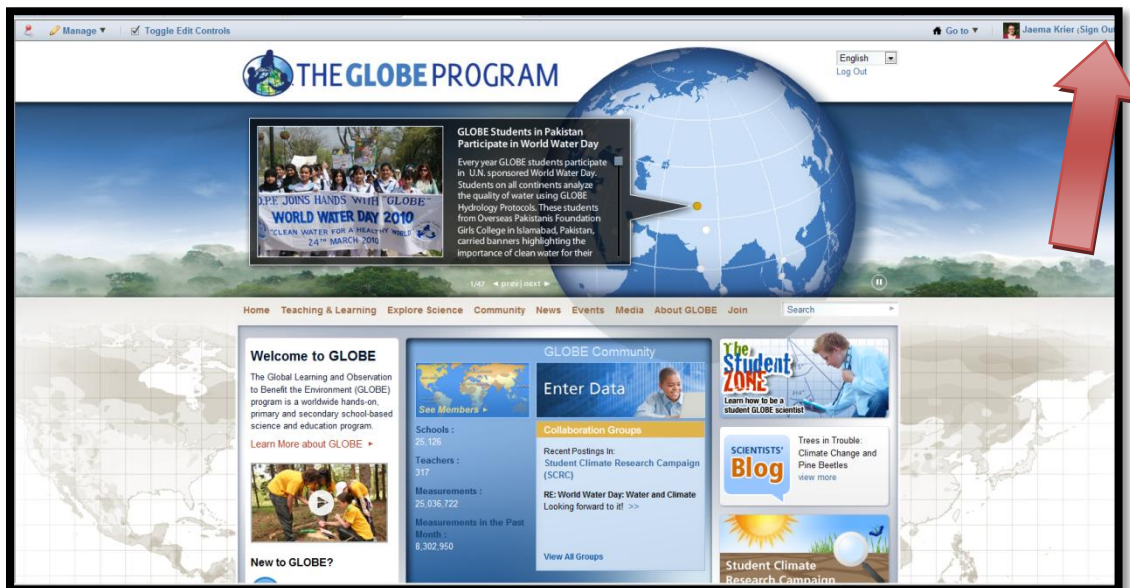 Manage ▼ Toggle Edit Controls
Go to ▼ Jaema Krier (Sign Out
THE GLOBE PROGRAM
English
Log Out
GLOBE Students in Pakistan
Participate in World Water Day
Every year GLOBE students participate
in U.N. sponsored World Water Day.
Students on all continents analyze
the quality of water using GLOBE
Hydrology Protocols. These students
from Overseas Pakistanis Foundation
Girls College in Islamabad, Pakistan,
carried banners highlighting the
importance of clean water for their
O.P.F. JOINS HANDS WITH "GLOBE"
WORLD WATER DAY 2010
"CLEAN WATER FOR A HEALTHY WORLD
24TH MARCH 2010
1/47 ◄ prev| next ►
Home Teaching & Learning Explore Science Community News Events Media About GLOBE Join
Search
Welcome to GLOBE
The Global Learning and Observation
to Benefit the Environment (GLOBE)
program is a worldwide hands-on,
primary and secondary school-based
science and education program.
Learn More about GLOBE ►
New to GLOBE?
GLOBE Community
See Members ►
Schools :
25,126
Teachers :
317
Measurements :
25,036,722
Measurements in the Past
Month :
8,302,950
Enter Data
Collaboration Groups
Recent Postings In:
Student Climate Research Campaign
(SCRC)
RE: World Water Day: Water and Climate
Looking forward to it! >>
View All Groups
The
Student
ZONE
Learn how to be a
student GLOBE scientist
SCIENTISTS'
Blog
Trees in Trouble:
Climate Change and
Pine Beetles
view more
Student Climate
Research Campaign